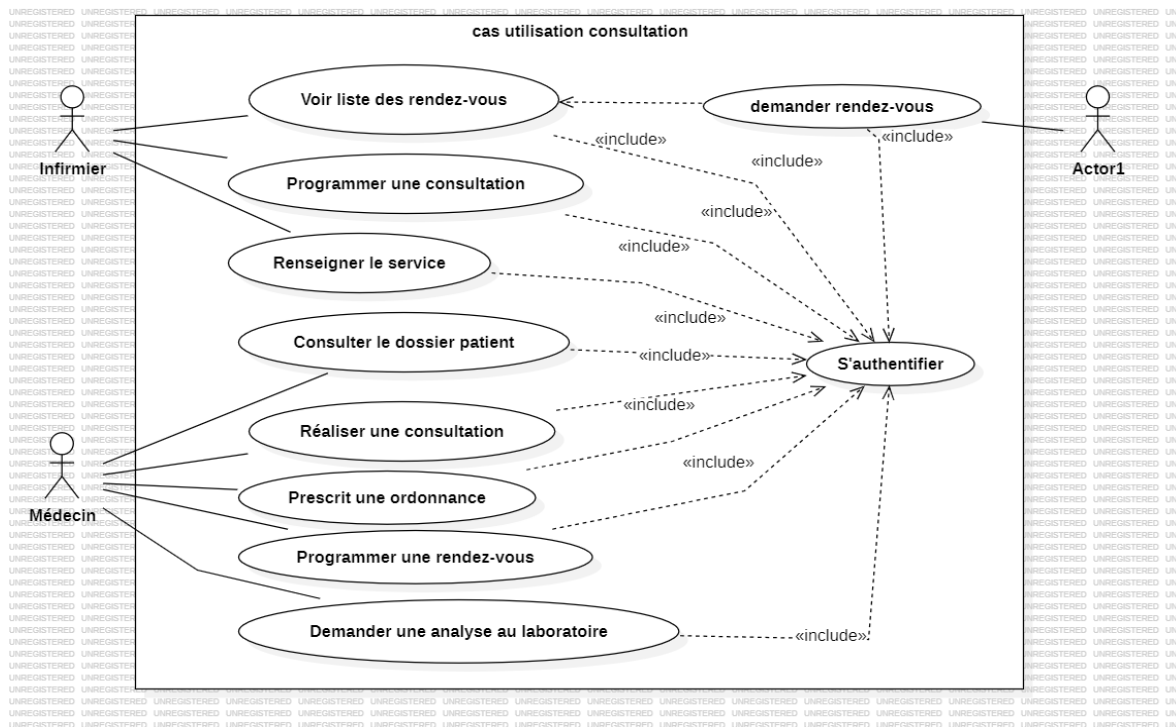 cas utilisation consultation
Voir liste des rendez-vous
demander rendez-vous
«include»
«include»
«include»
Infirmier
Actor1
Programmer une consultation
«include»
«include»
Renseigner le service
«include»
Consulter le dossier patient
«include»
S'authentifier
«include»
Réaliser une consultation
Médecin
«include»
Prescrit une ordonnance
Programmer une rendez-vous
Demander une analyse au laboratoire
«include»
UNREGISTERED